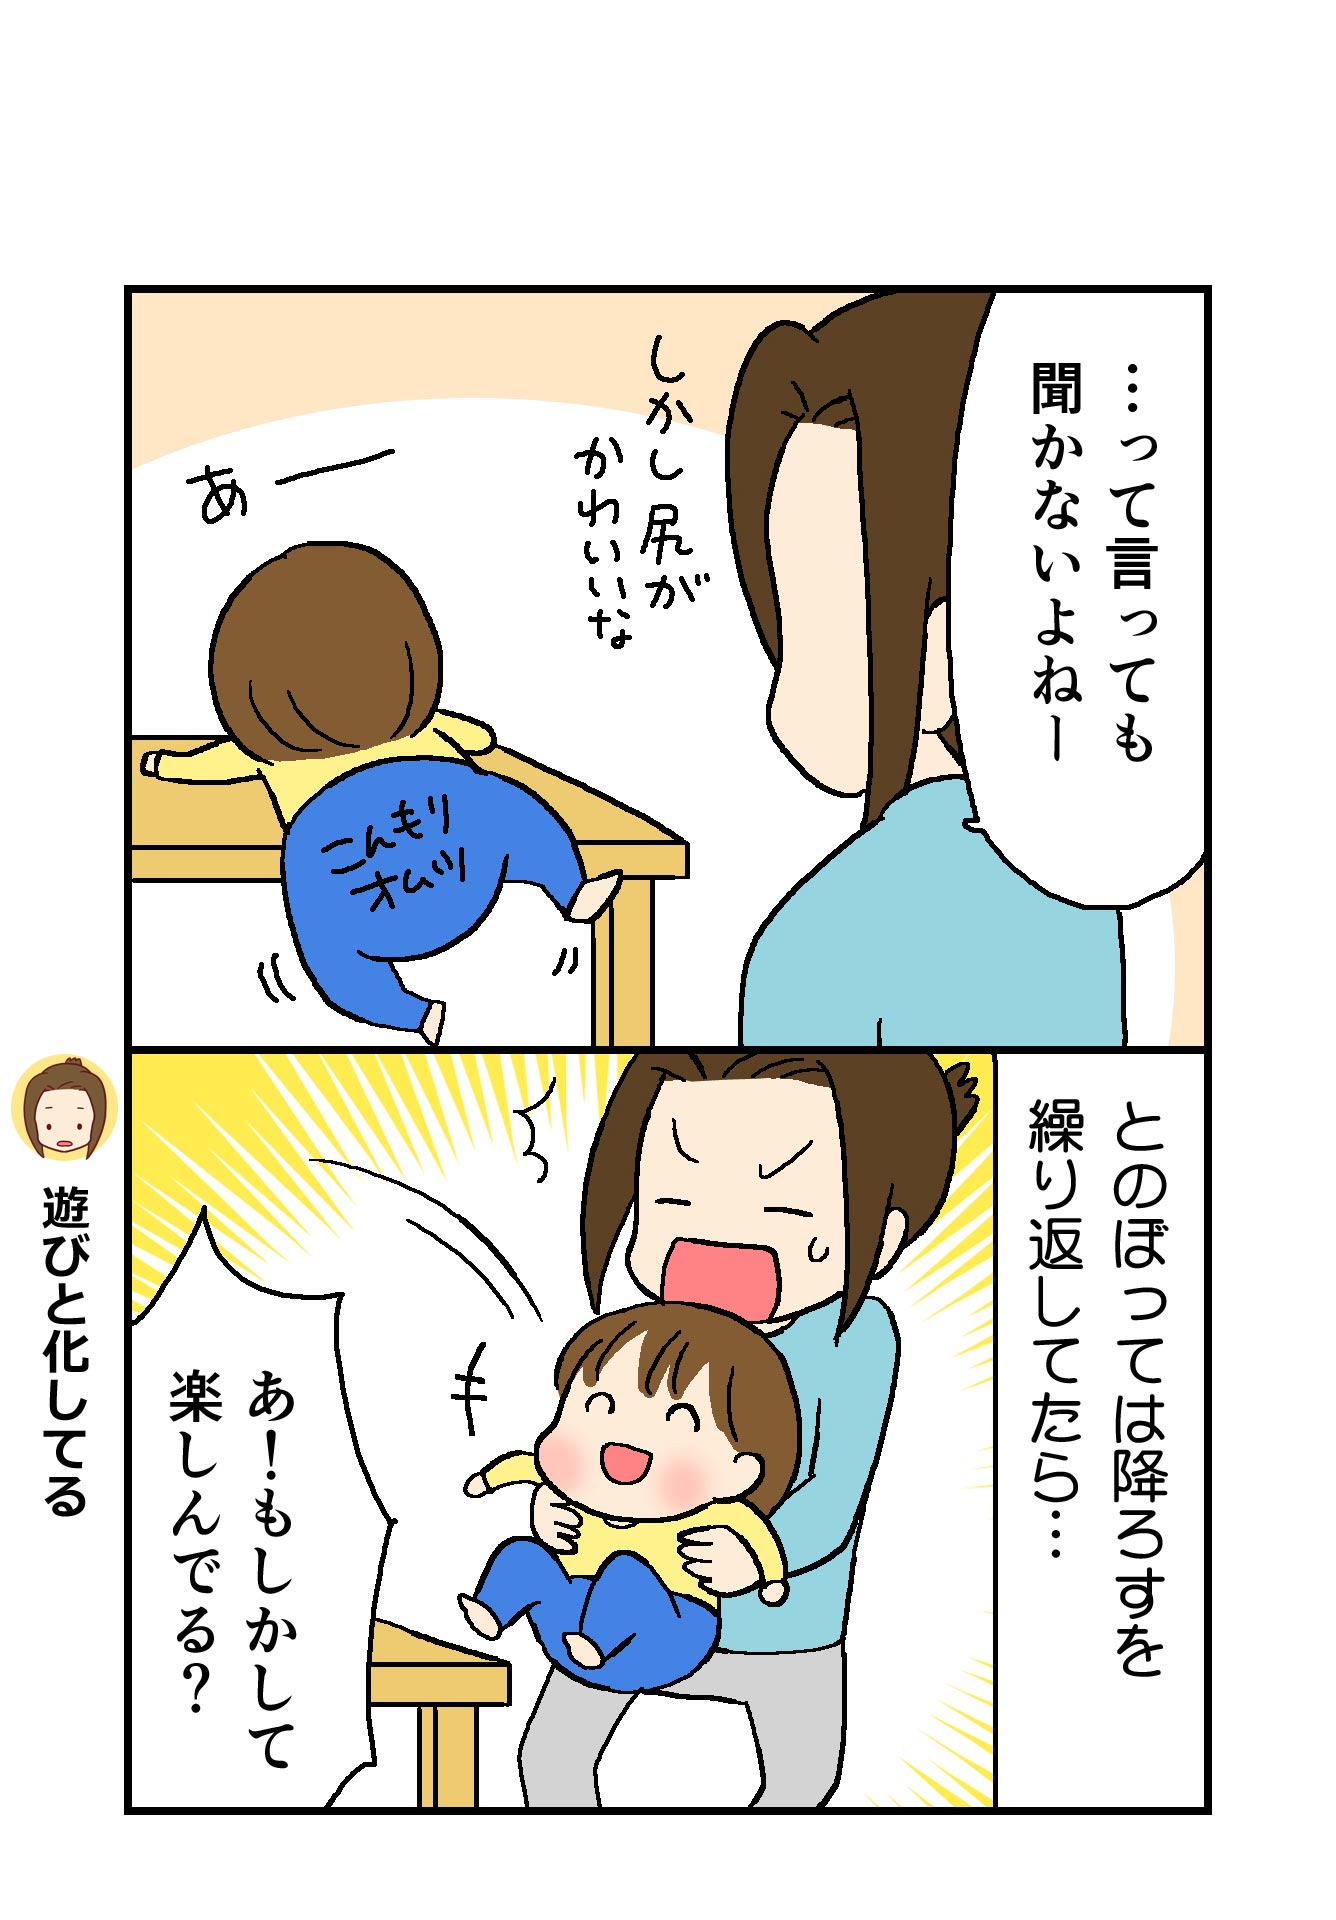 …って言っても
聞かないよねー
しかし尻が
かわいいな
あー
こんもり
オムツ
とのぼっては降ろすを
繰り返してたら…
あ！もしかして
楽しんでる？
遊びと化してる